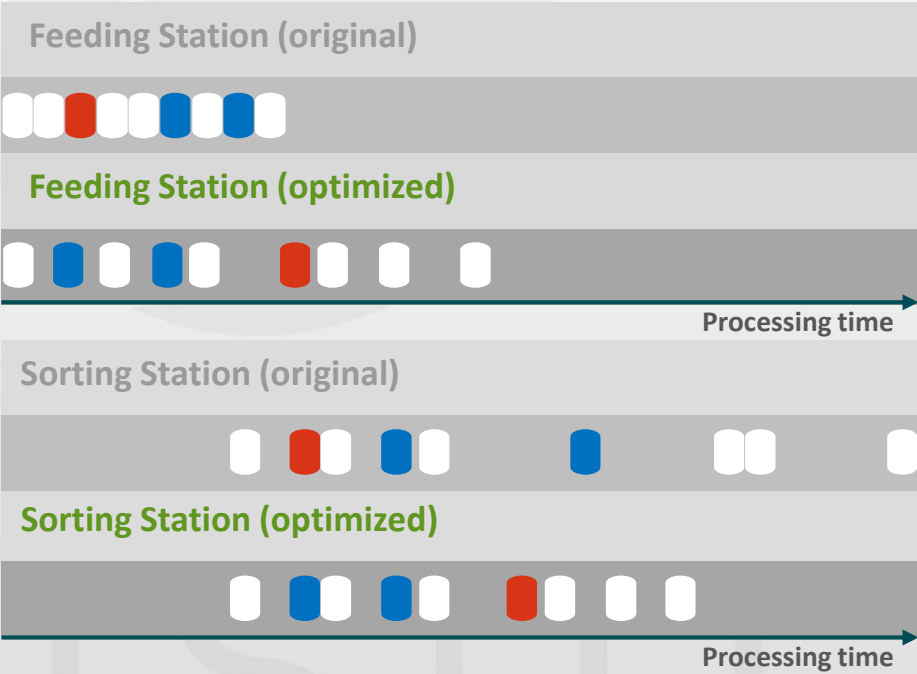 Feeding Station (original)
Feeding Station (optimized)
Processing time
Sorting Station (original)
Sorting Station (optimized)
Processing time